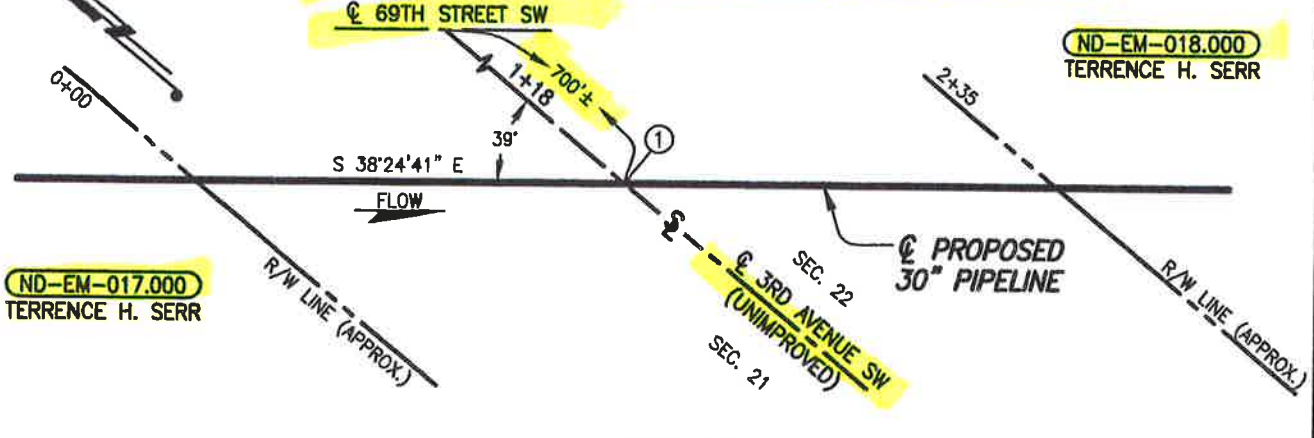 ℄ 69TH STREET SW
ND-EM-018.000
TERRENCE H. SERR
0+00
1+18
700'±
2+35
39°
1
S 38°24'41" E
FLOW
℄ PROPOSED
30" PIPELINE
ND-EM-017.000
TERRENCE H. SERR
R/W LINE (APPROX.)
℄ 3RD AVENUE SW
(UNIMPROVED)
SEC. 22
SEC. 21
R/W LINE (APPROX.)